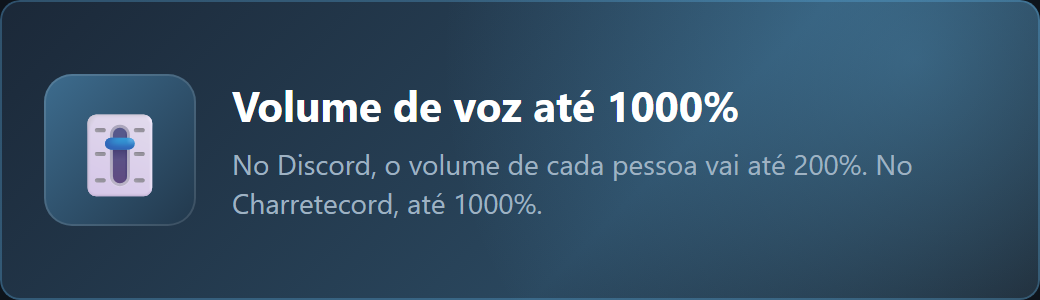 Volume de voz até 1000%
No Discord, o volume de cada pessoa vai até 200%. No
Charretecord, até 1000%.